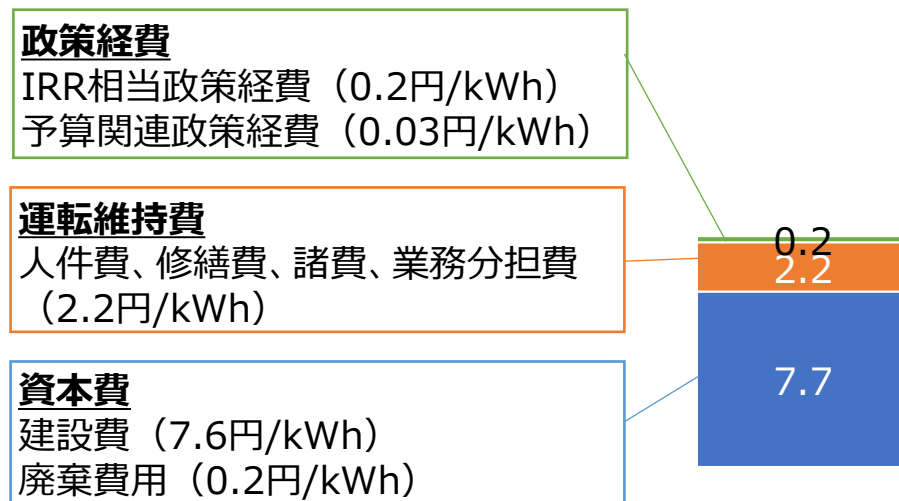 政策経費
IRR相当政策経費（0.2円/kWh）
予算関連政策経費（0.03円/kWh）
運転維持費
人件費、修繕費、諸費、業務分担費
（2.2円/kWh）
資本費
建設費（7.6円/kWh）
廃棄費用（0.2円/kWh）
0.2
2.2
7.7